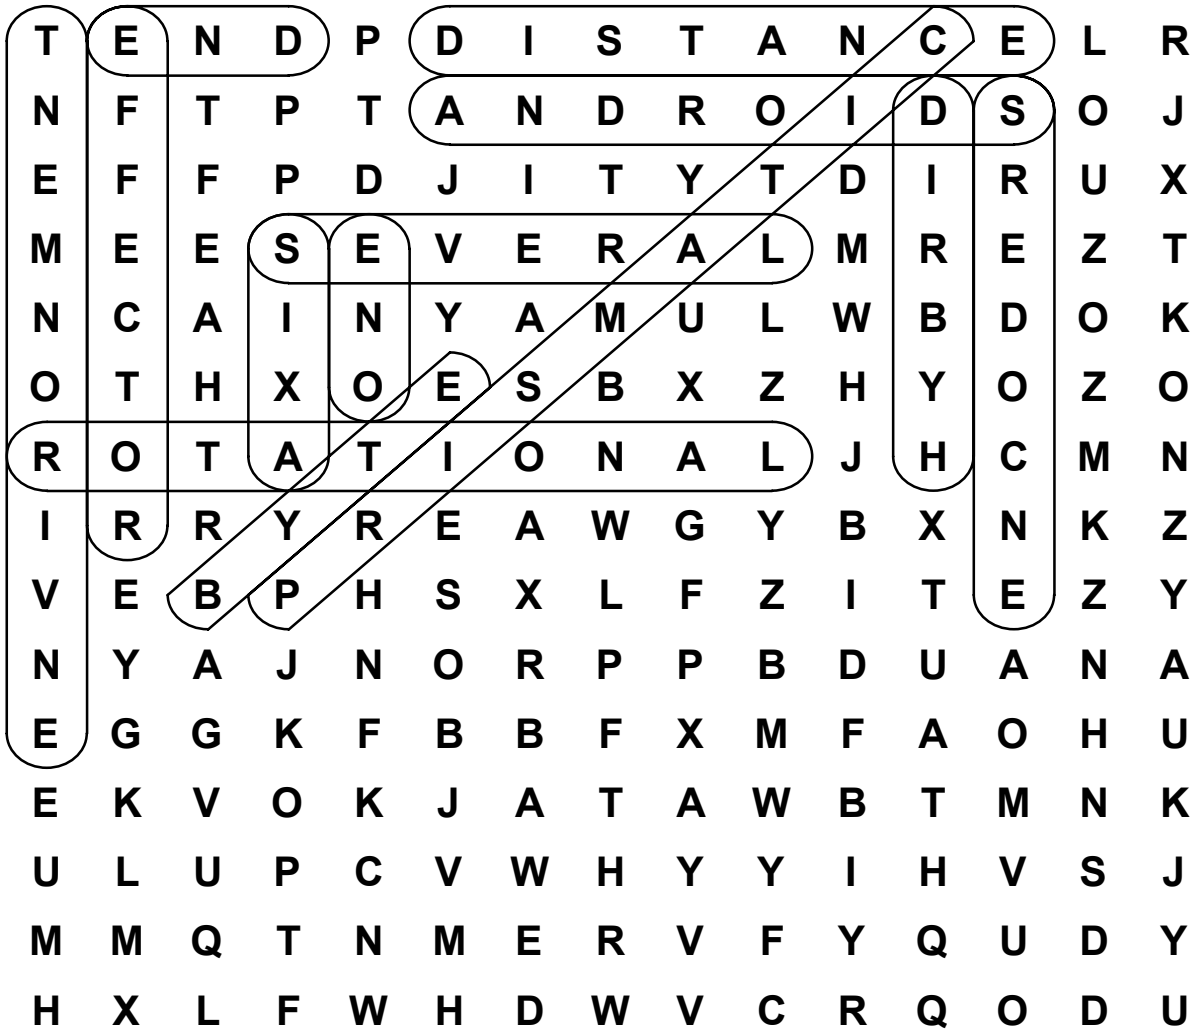 T E N D P D I S T A N C E L R
N F T P T A N D R O I D S O J
E F F P D J I T Y T D I R U X
M E E S E V E R A L M R E Z T
N C A I N Y A M U L W B D O K
O T H X O E S B X Z H Y O Z O
R O T A T I O N A L J H C M N
I R R Y R E A W G Y B X N K Z
V E B P H S X L F Z I T E Z Y
N Y A J N O R P P B D U A N A
E G G K F B B F X M F A O H U
E K V O K J A T A W B T M N K
U L U P C V W H Y Y I H V S J
M M Q T N M E R V F Y Q U D Y
H X L F W H D W V C R Q O D U